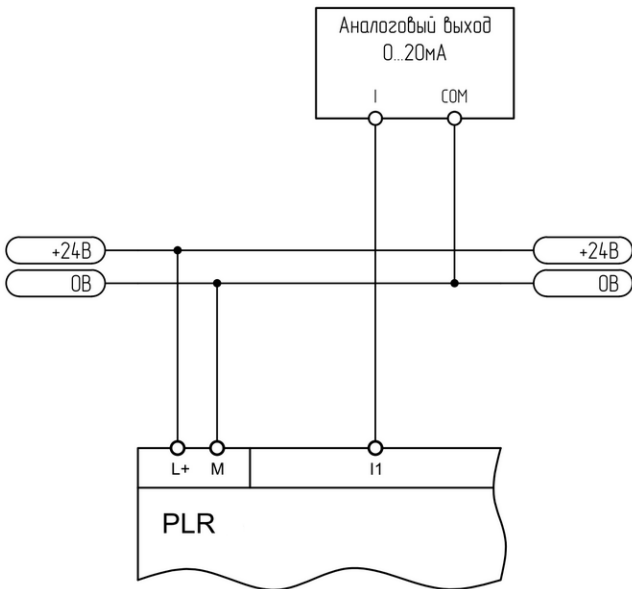 Аналоговый выход
0...20мА
I COM
+24В +24В
0В 0В
L+ M I1
PLR